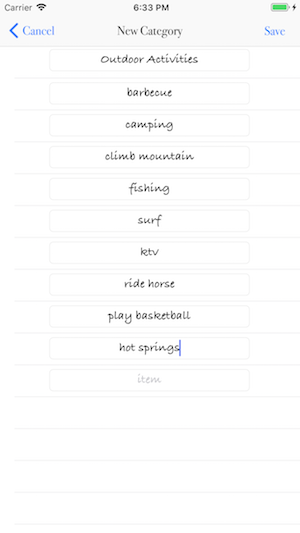 Carrier 6:33 PM
Cancel New Category Save
Outdoor Activities
barbecue
camping
climb mountain
fishing
surf
ktv
ride horse
play basketball
hot springs
item